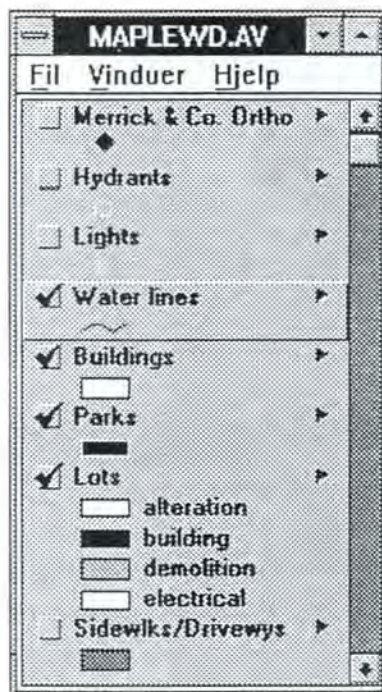 MAPLEWD.AV
Fil Vinduer Hjelp
Merrick & Co. Ortho
Hydrants
Lights
Water lines
Buildings
Parks
Lots
alteration
building
demolition
electrical
Sidewlks/Drivewys